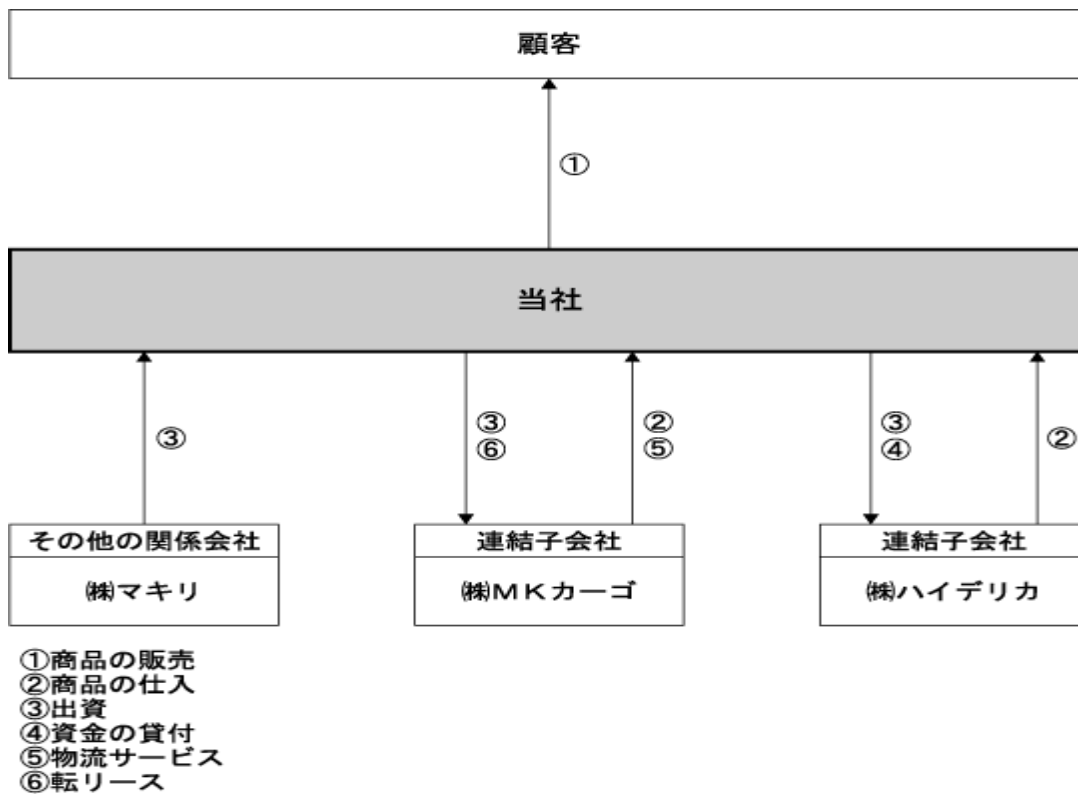 顧客
①
当社
③
③
⑥
②
⑤
③
④
②
その他の関係会社
㈱マキリ
連結子会社
㈱MKカーゴ
連結子会社
㈱ハイデリカ
①商品の販売
②商品の仕入
③出資
④資金の貸付
⑤物流サービス
⑥転リース